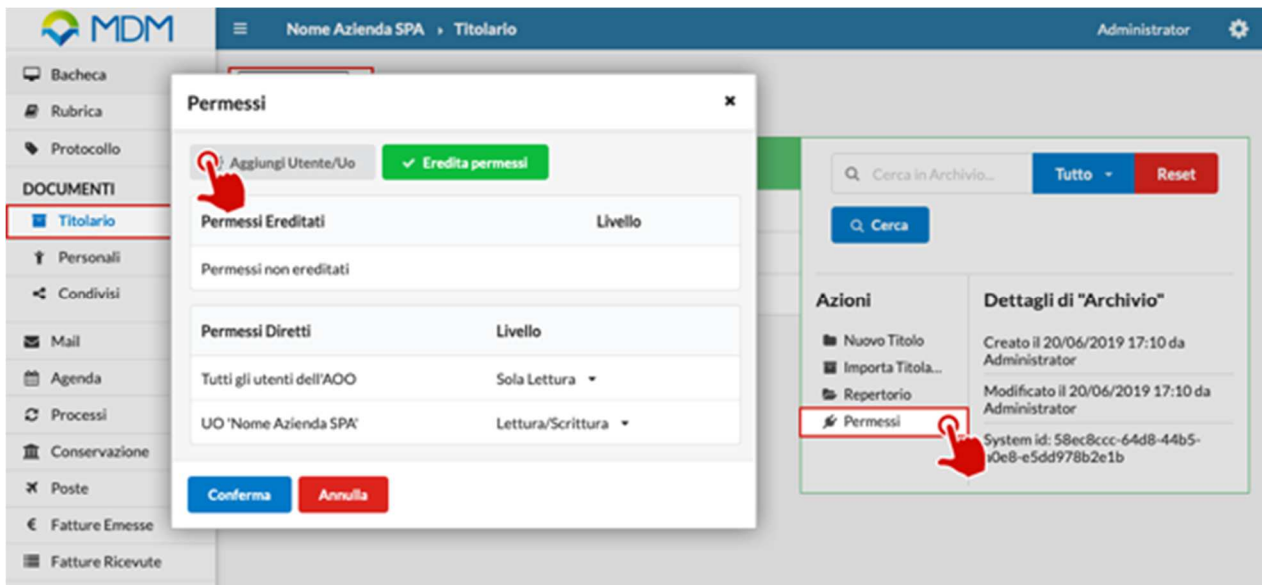 MDM
Nome Azienda SPA › Titolario
Administrator
Bacheca
Rubrica
Protocollo
DOCUMENTI
Titolario
Personali
Condivisi
Mail
Agenda
Processi
Conservazione
Poste
Fatture Emesse
Fatture Ricevute
Permessi
Aggiungi Utente/Uo
Eredita permessi
Permessi Ereditati Livello
Permessi non ereditati
Permessi Diretti Livello
Tutti gli utenti dell'AOO Sola Lettura
UO 'Nome Azienda SPA' Lettura/Scrittura
Conferma Annulla
Cerca in Archivio... Tutto Reset
Cerca
Azioni
Nuovo Titolo
Importa Titola...
Repertorio
Permessi
Dettagli di "Archivio"
Creato il 20/06/2019 17:10 da
Administrator
Modificato il 20/06/2019 17:10 da
Administrator
System id: 58ec8ccc-64d8-44b5-
a0e8-e5dd978b2e1b